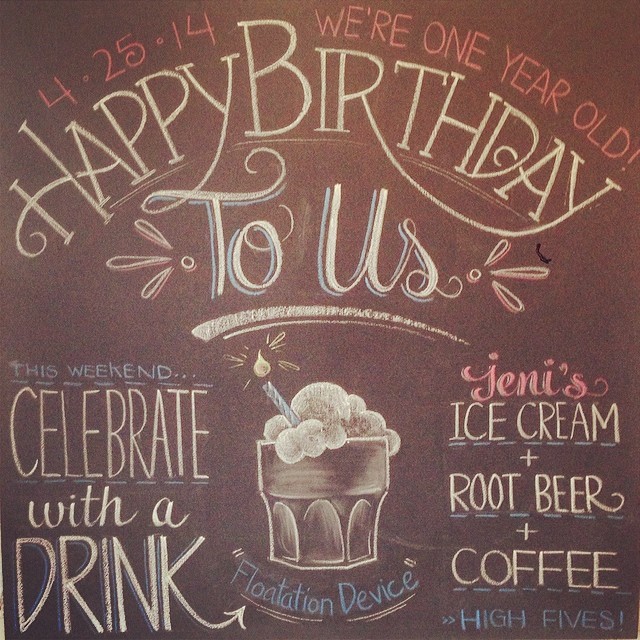 4·25·14 WE'RE ONE YEAR OLD!
HAPPY BIRTHDAY
To Us
THIS WEEKEND...
CELEBRATE
with a
DRINK
Floatation Device
jeni's
ICE CREAM
+
ROOT BEER
+
COFFEE
»HIGH FIVES!